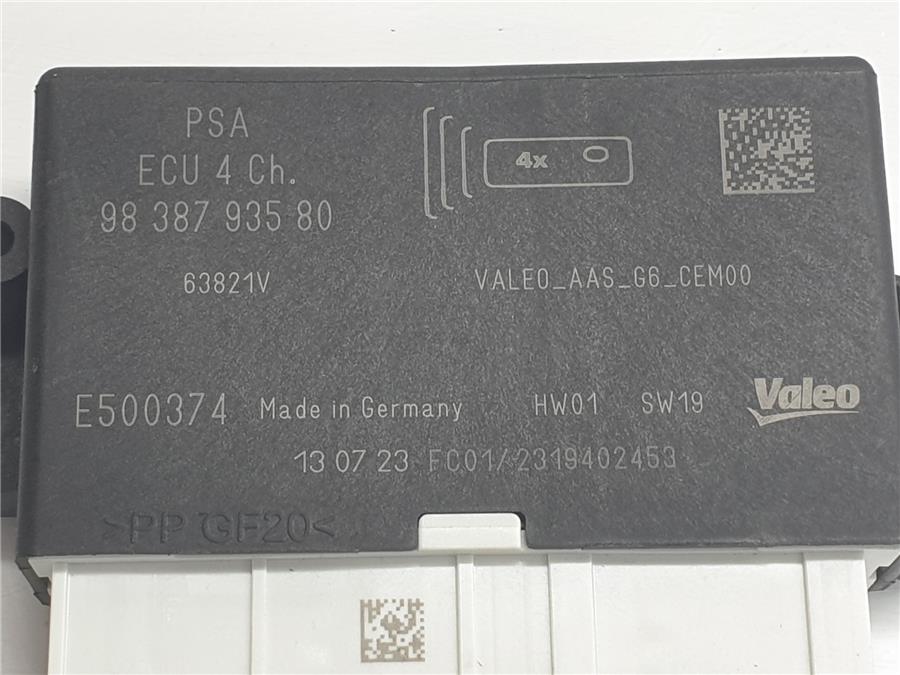 PSA
ECU 4 Ch.
98 387 935 80
4x
63821V
VALEO_AAS_G6_CEM00
E500374 Made in Germany HW01 SW19 Valeo
13 07 23 FC01/2319402453
>PP GF20<